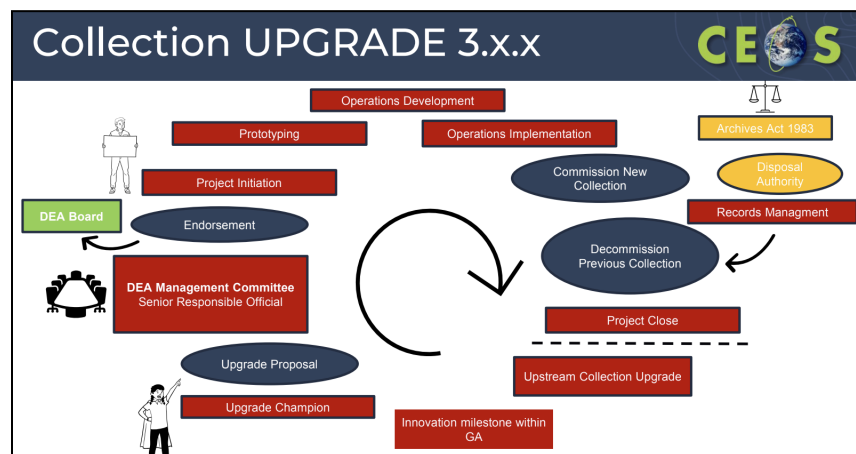 Collection UPGRADE 3.x.x
CEOS
Operations Development
Prototyping
Operations Implementation
Archives Act 1983
Project Initiation
Commission New
Collection
Disposal
Authority
DEA Board
Endorsement
Records Managment
Decommission
Previous Collection
DEA Management Committee
Senior Responsible Official
Project Close
Upgrade Proposal
Upstream Collection Upgrade
Upgrade Champion
Innovation milestone within
GA